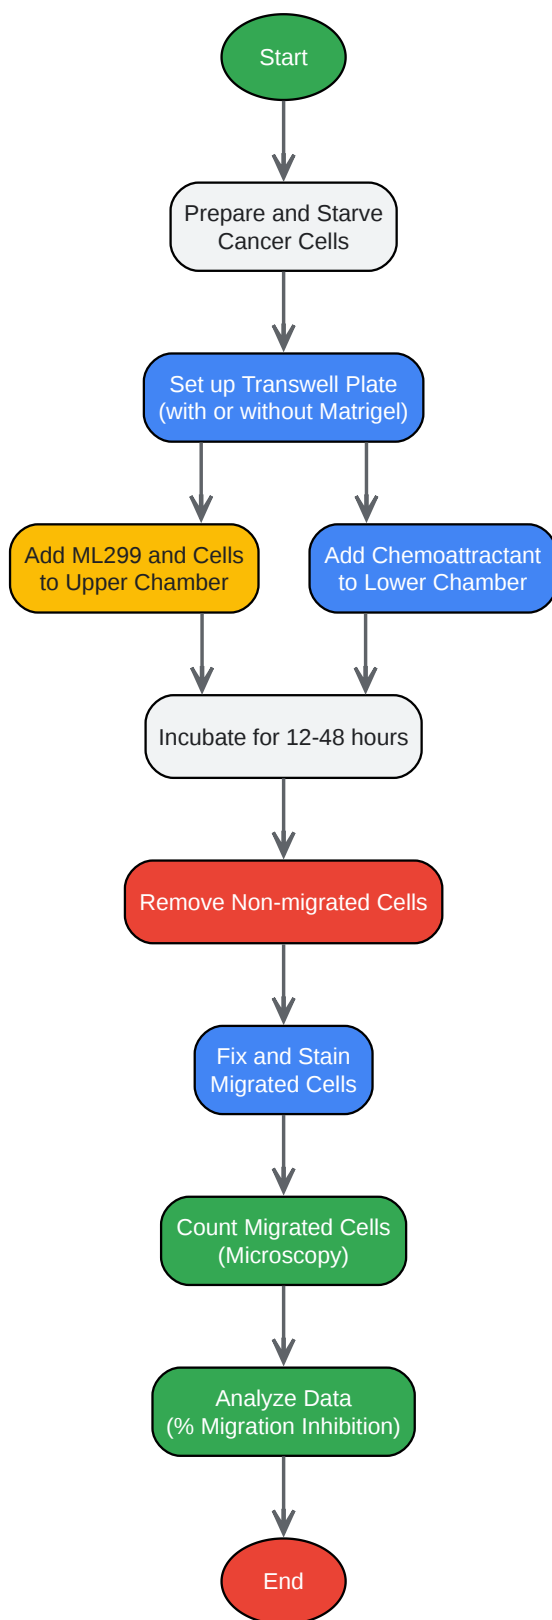 Start
Prepare and Starve
Cancer Cells
Set up Transwell Plate
(with or without Matrigel)
Add ML299 and Cells
to Upper Chamber
Add Chemoattractant
to Lower Chamber
Incubate for 12-48 hours
Remove Non-migrated Cells
Fix and Stain
Migrated Cells
Count Migrated Cells
(Microscopy)
Analyze Data
(% Migration Inhibition)
End